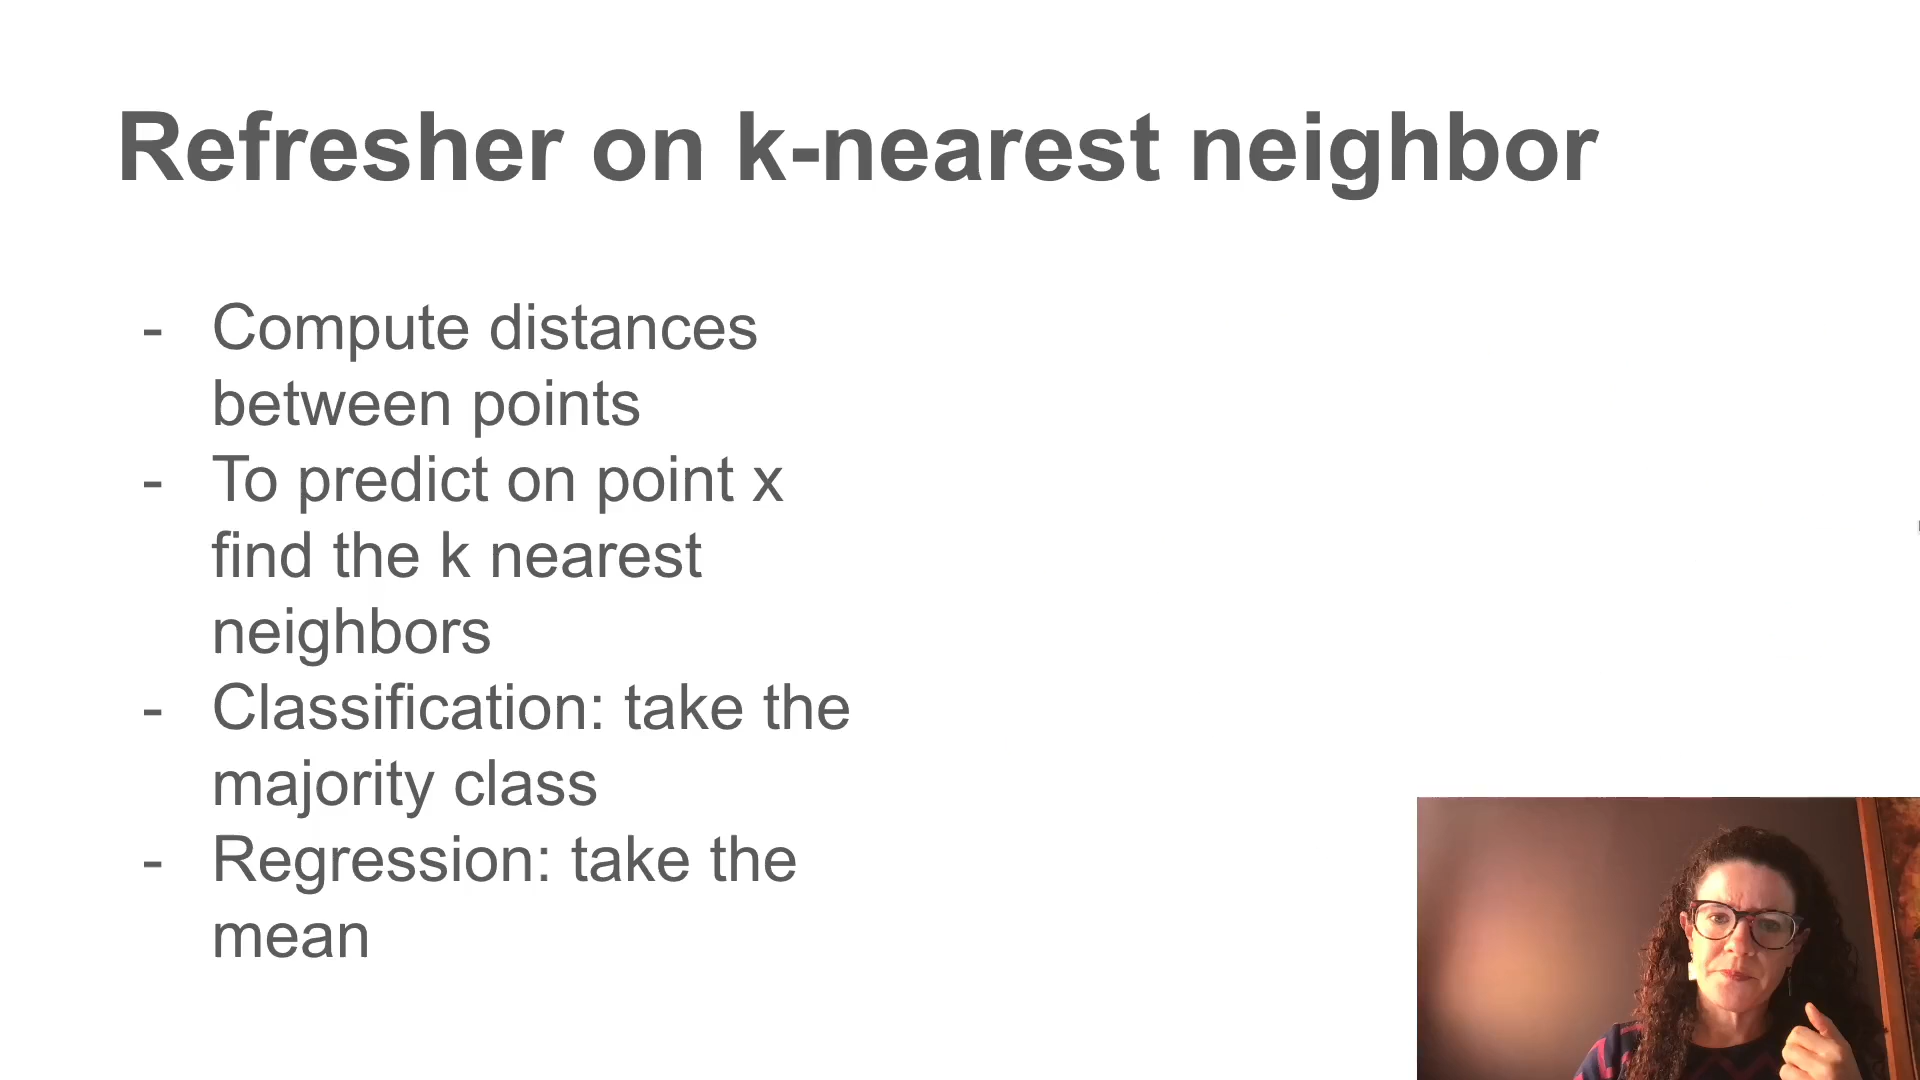 Refresher on k-nearest neighbor
- Compute distances
between points
- To predict on point x
find the k nearest
neighbors
- Classification: take the
majority class
- Regression: take the
mean